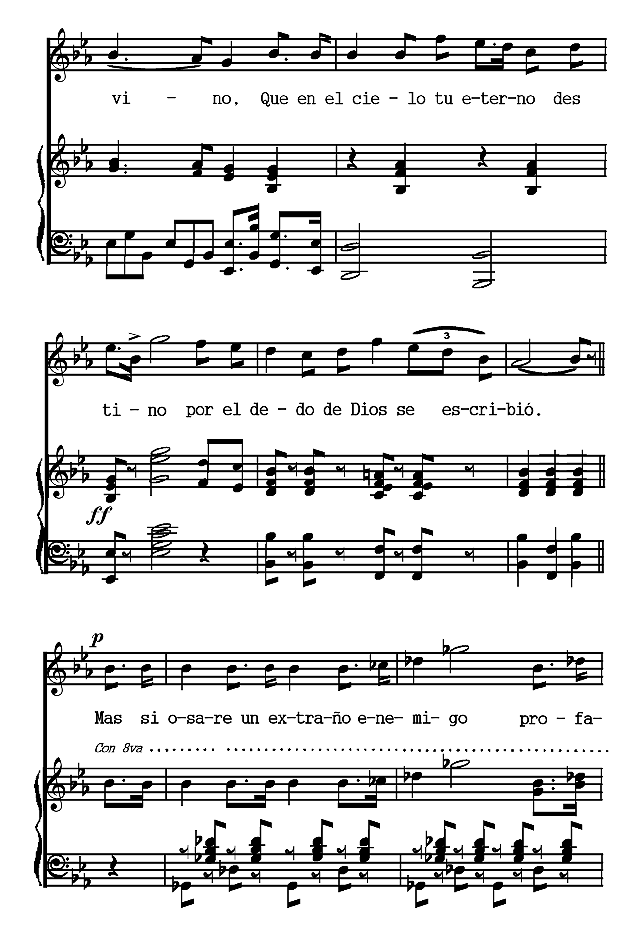 vi - no. Que en el cie - lo tu e-ter-no des
3
ti - no por el de - do de Dios se es-cri-bió.
ff
p
Mas si o-sa-re un ex-tra-ño e-ne- mi- go pro - fa-
Con 8va